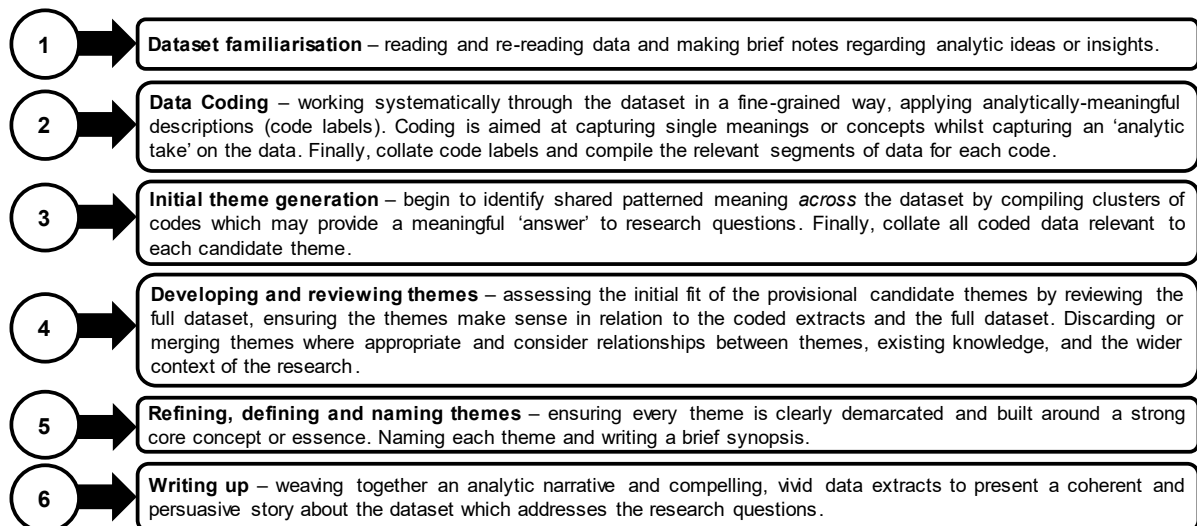 1
Dataset familiarisation – reading and re-reading data and making brief notes regarding analytic ideas or insights.
2
Data Coding – working systematically through the dataset in a fine-grained way, applying analytically-meaningful
descriptions (code labels). Coding is aimed at capturing single meanings or concepts whilst capturing an ‘analytic
take’ on the data. Finally, collate code labels and compile the relevant segments of data for each code.
3
Initial theme generation – begin to identify shared patterned meaning across the dataset by compiling clusters of
codes which may provide a meaningful ‘answer’ to research questions. Finally, collate all coded data relevant to
each candidate theme.
4
Developing and reviewing themes – assessing the initial fit of the provisional candidate themes by reviewing the
full dataset, ensuring the themes make sense in relation to the coded extracts and the full dataset. Discarding or
merging themes where appropriate and consider relationships between themes, existing knowledge, and the wider
context of the research.
5
Refining, defining and naming themes – ensuring every theme is clearly demarcated and built around a strong
core concept or essence. Naming each theme and writing a brief synopsis.
6
Writing up – weaving together an analytic narrative and compelling, vivid data extracts to present a coherent and
persuasive story about the dataset which addresses the research questions.